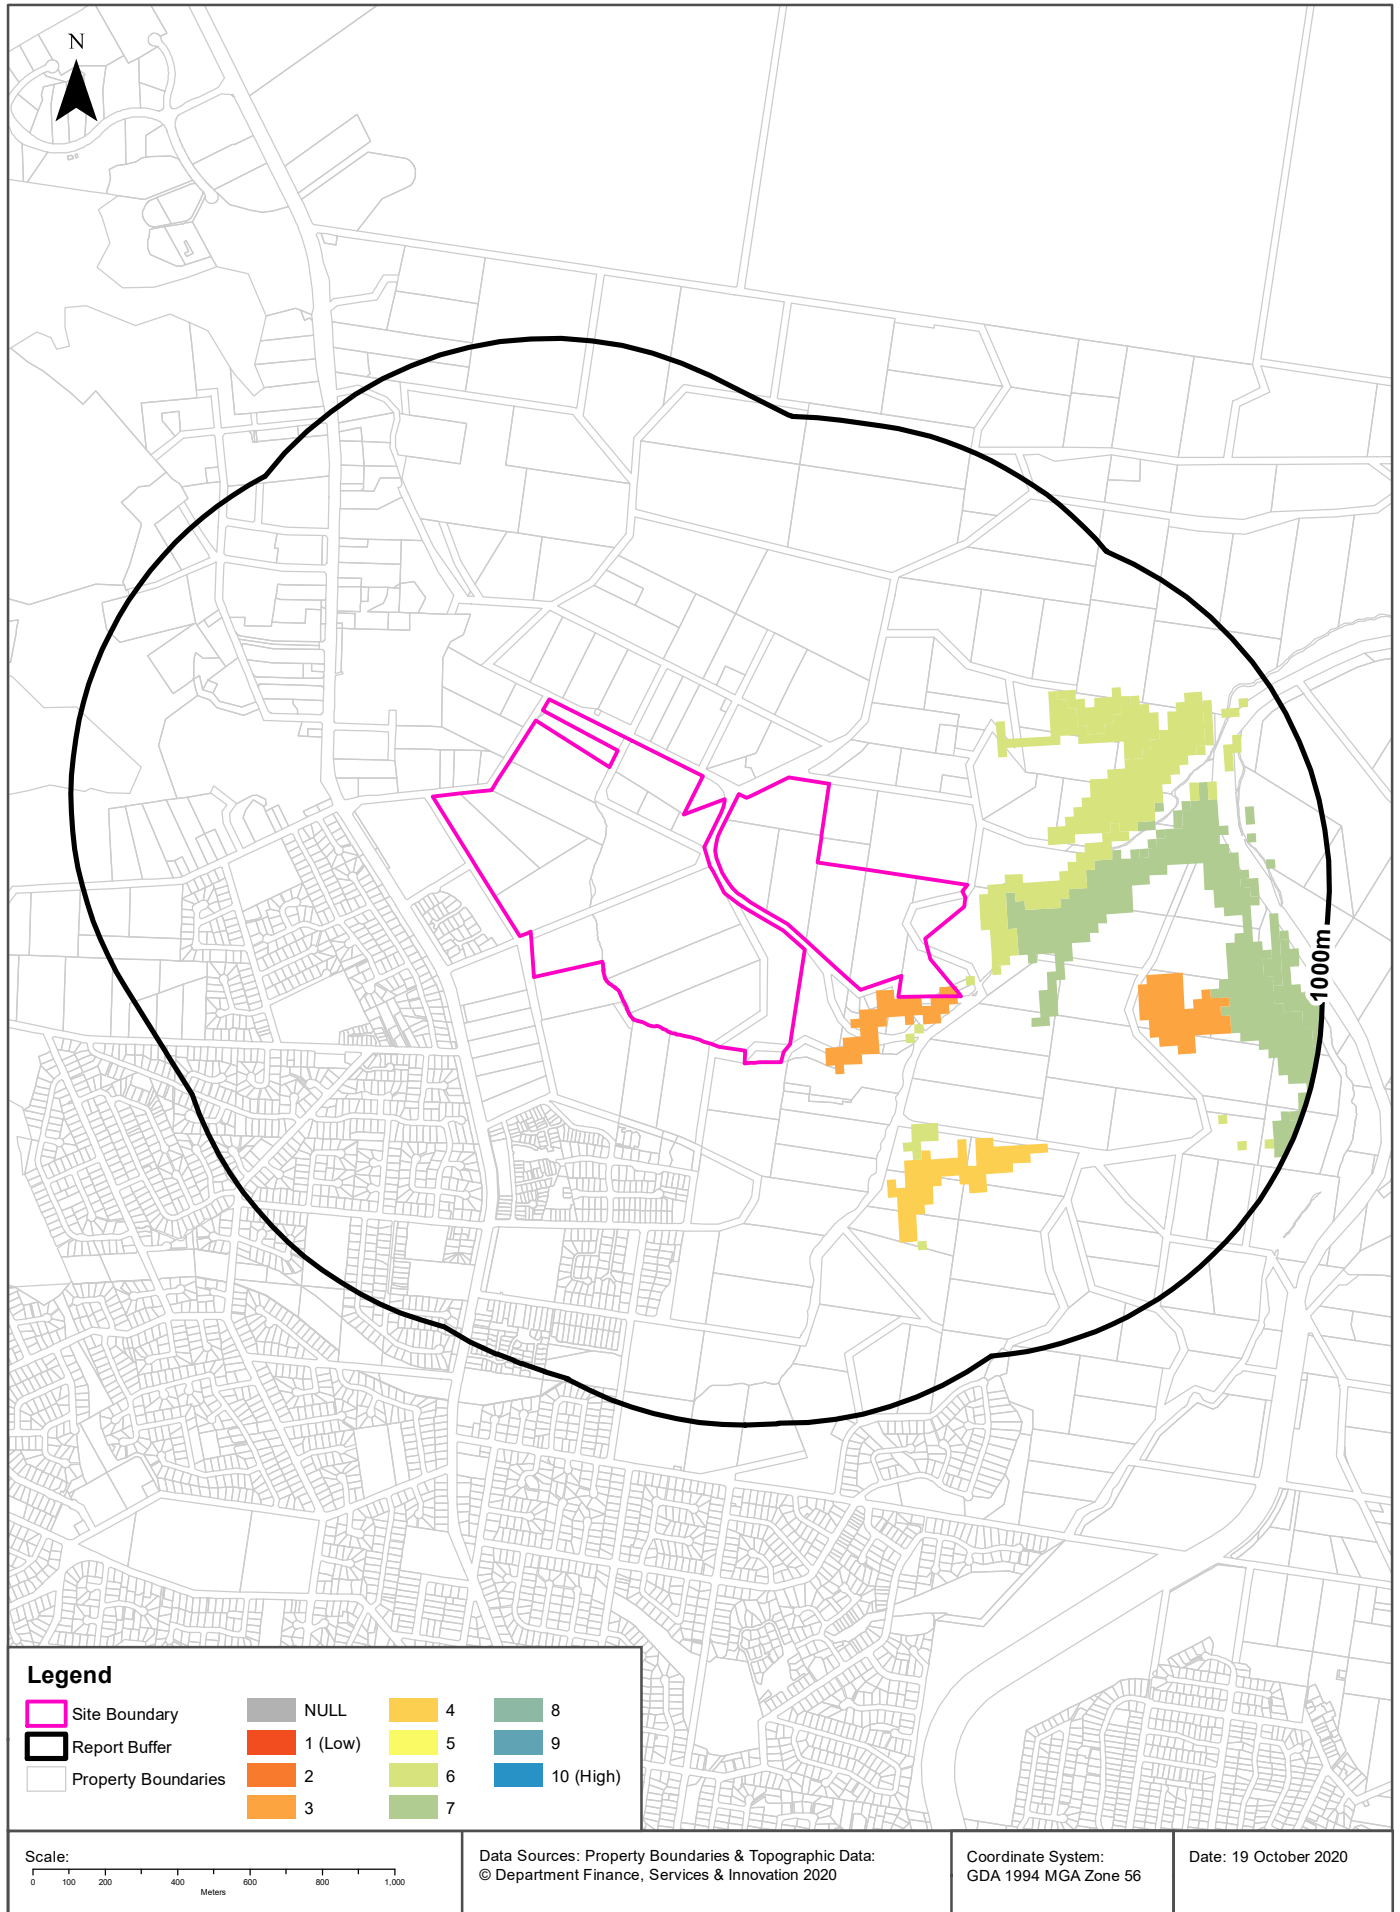 N
1000m
Legend
Site Boundary
Report Buffer
Property Boundaries
NULL
1 (Low)
2
3
4
5
6
7
8
9
10 (High)
Scale:
0 100 200 400 600 800 1,000
Meters
Data Sources: Property Boundaries & Topographic Data:
© Department Finance, Services & Innovation 2020
Coordinate System:
GDA 1994 MGA Zone 56
Date: 19 October 2020